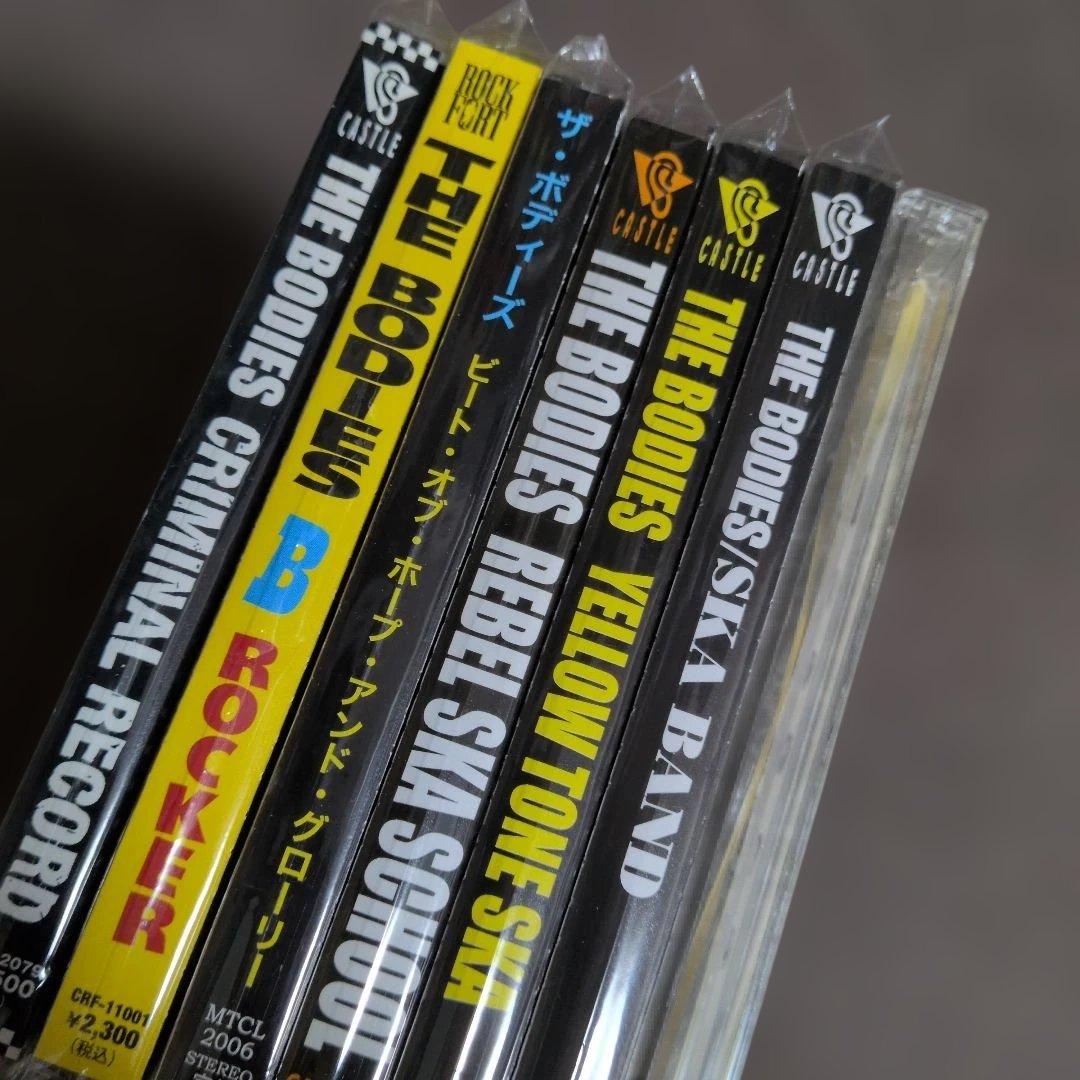 CASTLE
THE BODIES CRIMINAL RECORD
2079
500
ROCK
FORT
THE BODIES B ROCKER
CRF-11001
¥2,300
(税込)
ザ・ボディーズ ビート・オブ・ホープ・アンド・グローリー
MTCL
2006
STEREO
CASTLE
THE BODIES REBEL SKA SCHOOL
CASTLE
THE BODIES YELLOW TONE SKA
CASTLE
THE BODIES/SKA BAND